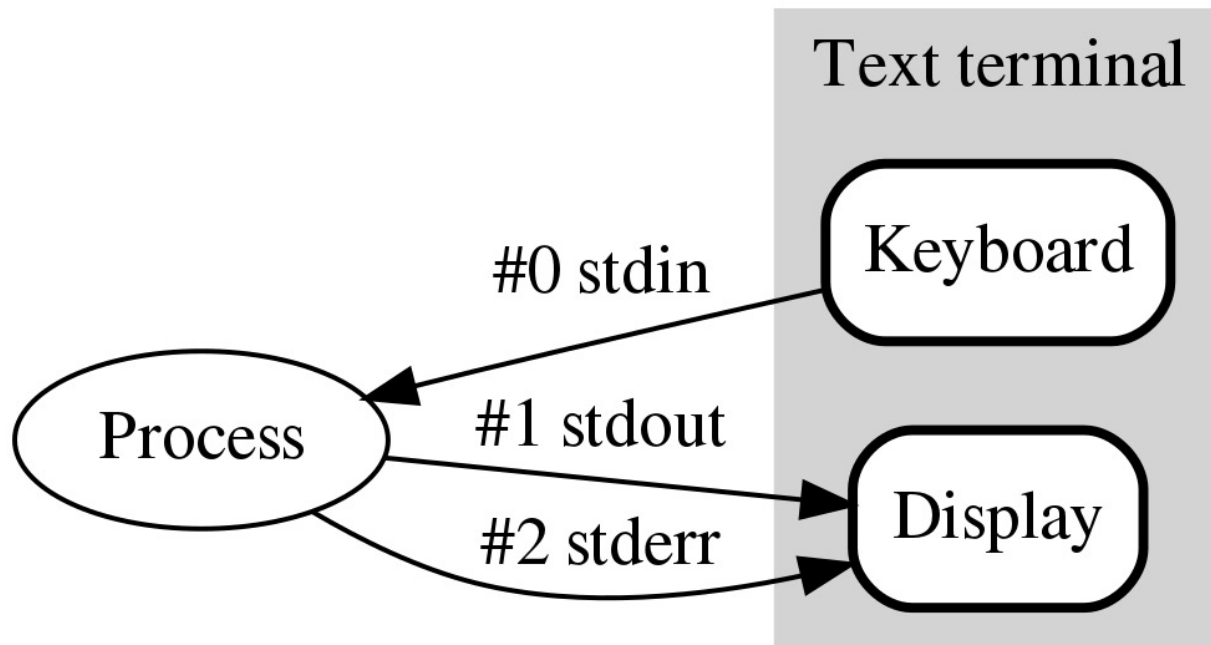 Text terminal
Keyboard
#0 stdin
Process
#1 stdout
Display
#2 stderr